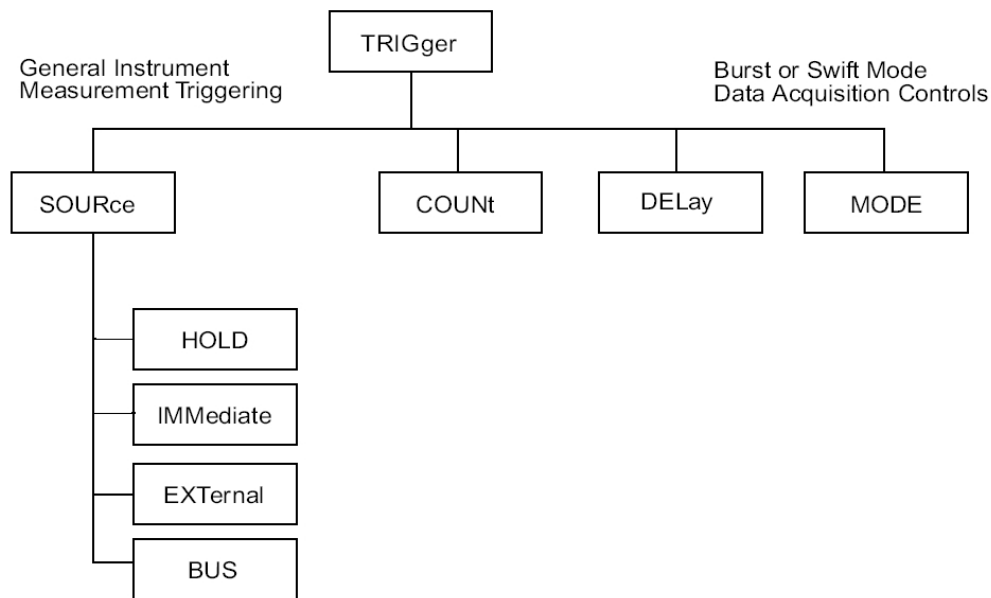 TRIGger
General Instrument
Measurement Triggering
Burst or Swift Mode
Data Acquisition Controls
SOURce
COUNt
DELay
MODE
HOLD
IMMediate
EXTernal
BUS